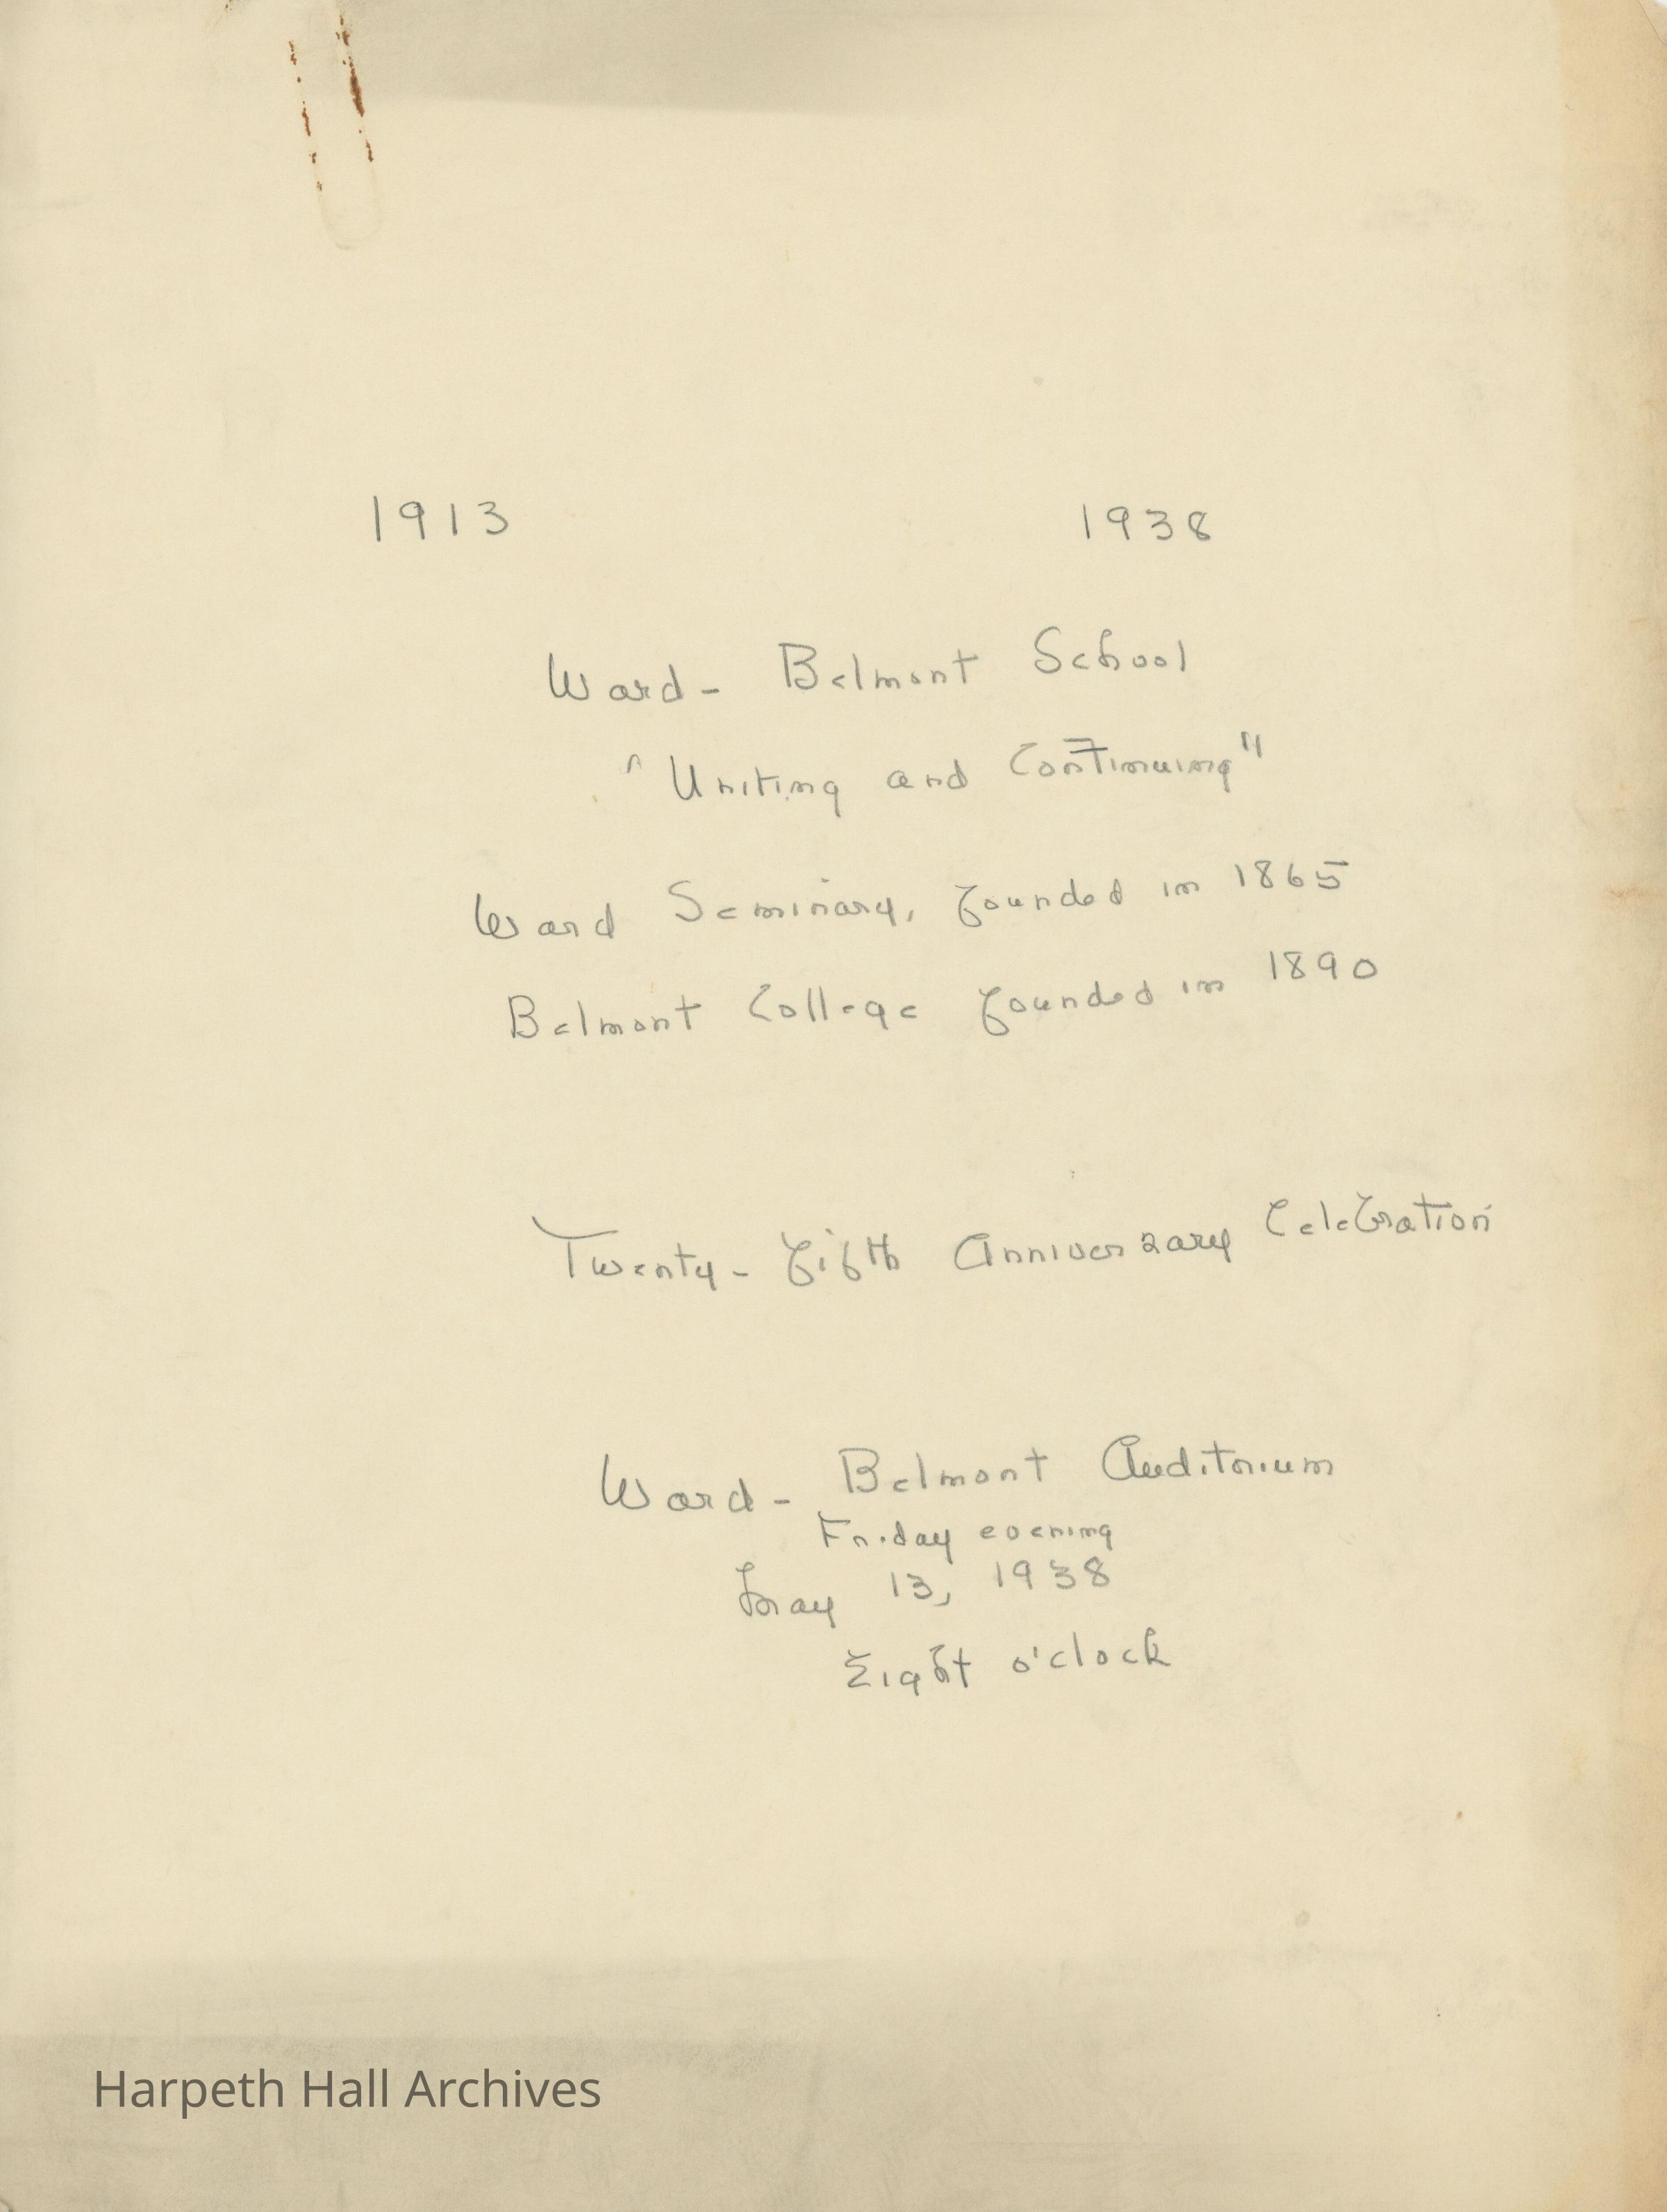 1913 1938
Ward-Belmont School
"Uniting and Continuing"
Ward Seminary, founded in 1865
Belmont College founded in 1890
Twenty-fifth Anniversary Celebration
Ward-Belmont Auditorium
Friday evening
May 13, 1938
Eight o'clock
Harpeth Hall Archives